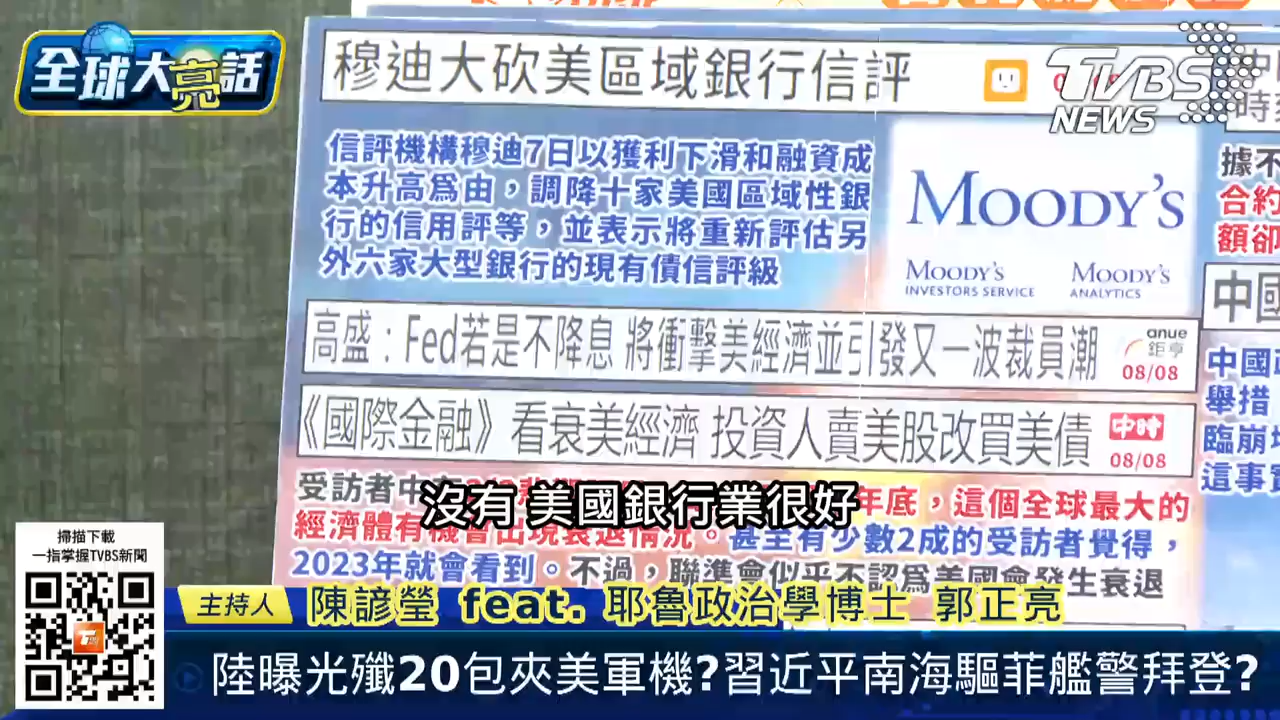 全球大亮話
TVBS
NEWS
穆迪大砍美區域銀行信評
信評機構穆迪7日以獲利下滑和融資成
本升高為由，調降十家美國區域性銀
行的信用評等，並表示將重新評估另
外六家大型銀行的現有債信評級
MOODY'S
MOODY'S
INVESTORS SERVICE
MOODY'S
ANALYTICS
高盛：Fed若是不降息 將衝擊美經濟並引發又一波裁員潮
anue
鉅亨
08/08
《國際金融》看衰美經濟 投資人賣美股改買美債
中時
08/08
受訪者中
年底，這個全球最大的
經濟體有機會出現衰退情況。甚至有少數2成的受訪者覺得，
2023年就會看到。不過，聯準會似乎不認為美國會發生衰退
據不
合約
額卻
中國
中國政
舉措
臨崩
這事實
沒有 美國銀行業很好
掃描下載
一指掌握TVBS新聞
主持人
陳諺瑩 feat. 耶魯政治學博士 郭正亮
陸曝光殲20包夾美軍機?習近平南海驅菲艦警拜登?